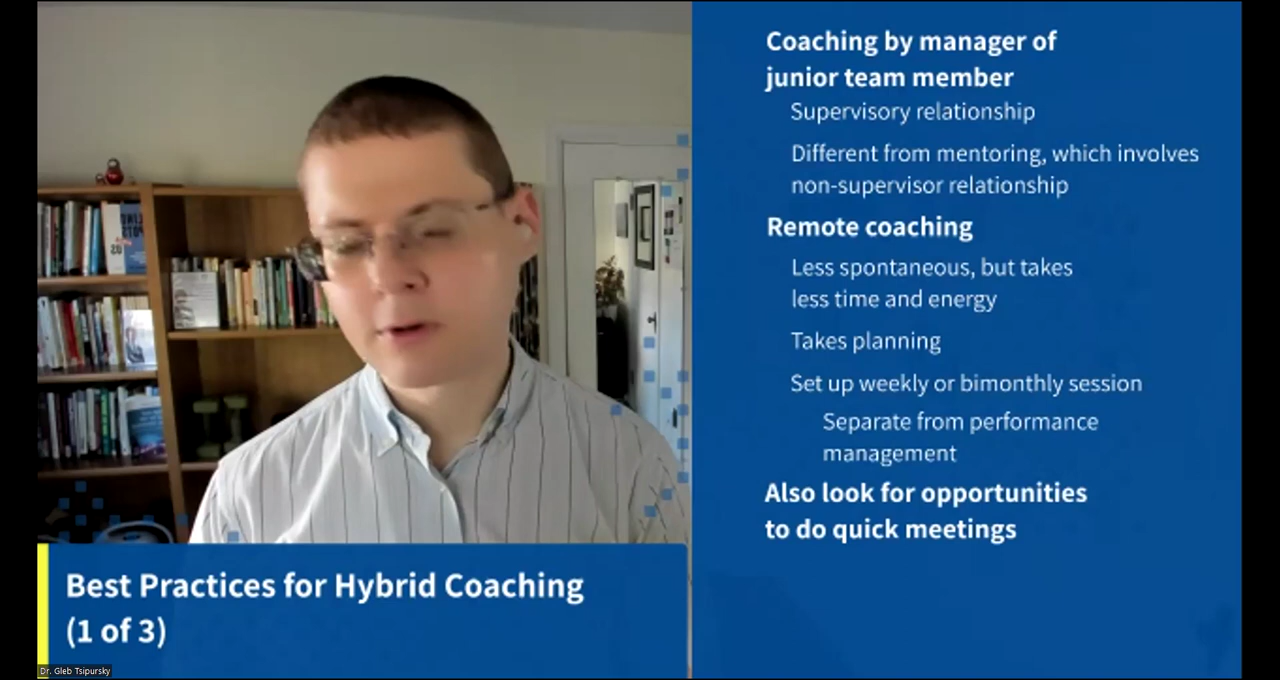 Coaching by manager of
junior team member
Supervisory relationship
Different from mentoring, which involves
non-supervisor relationship
Remote coaching
Less spontaneous, but takes
less time and energy
Takes planning
Set up weekly or bimonthly session
Separate from performance
management
Also look for opportunities
to do quick meetings
Best Practices for Hybrid Coaching
(1 of 3)
Dr. Gleb Tsipursky